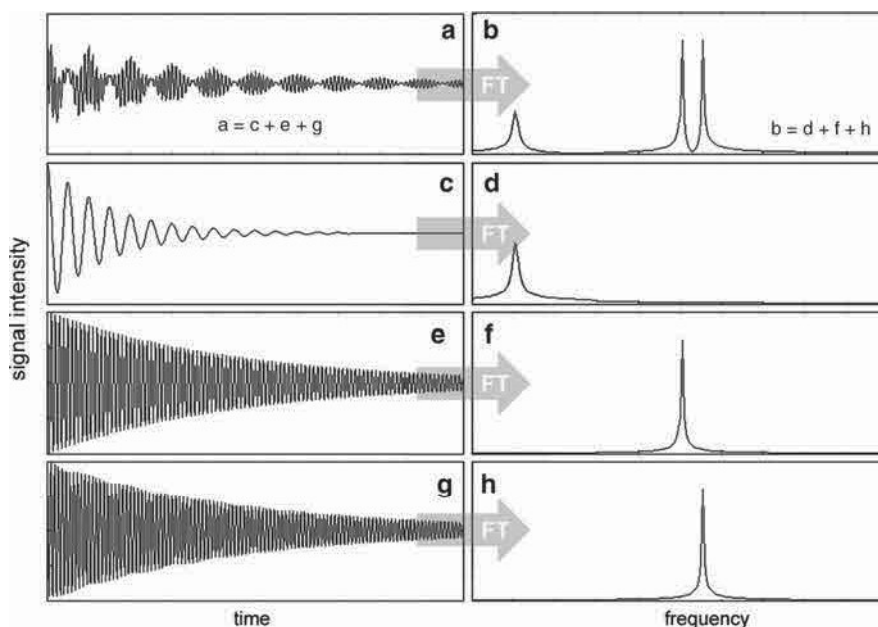 a
FT
a = c + e + g
b
b = d + f + h
c
FT
d
e
FT
f
g
FT
h
signal intensity
time
frequency